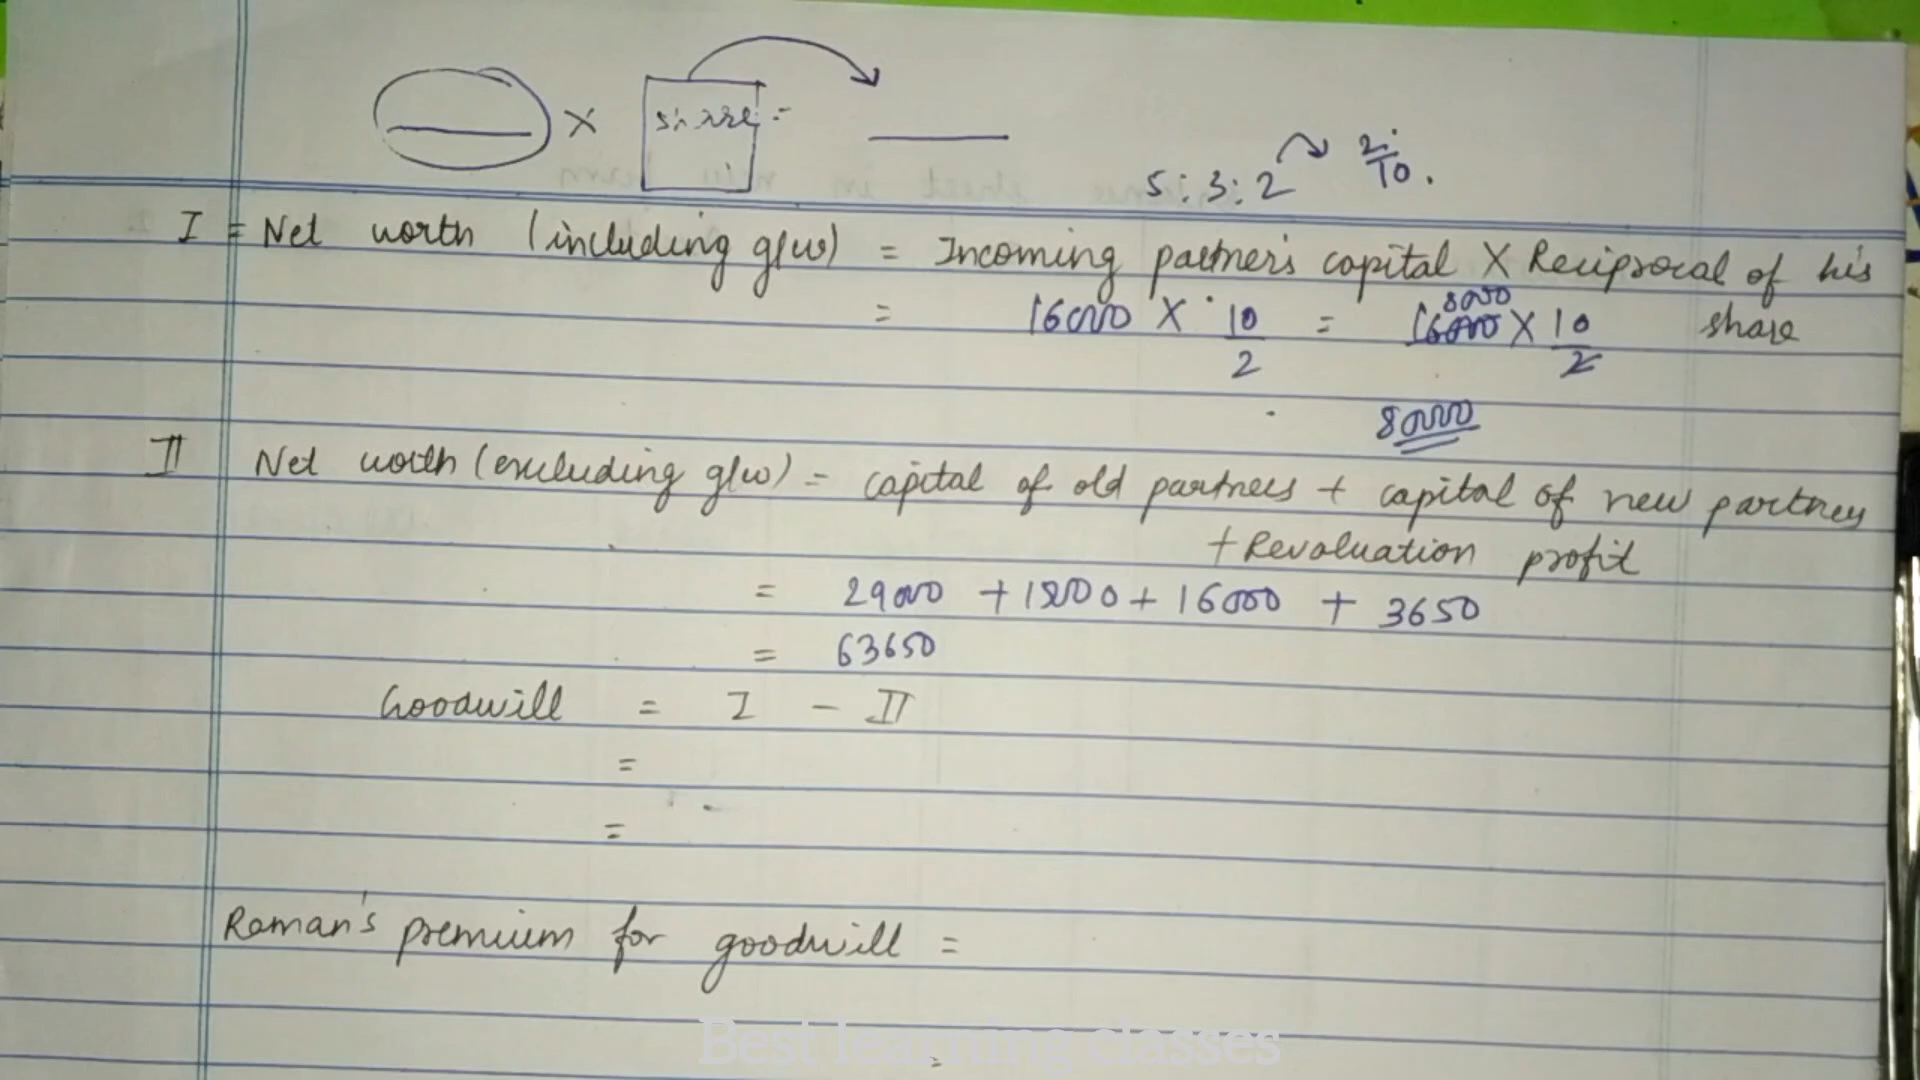 × share =
5:3:2 2/10.
I = Net worth (including g/w) = Incoming partner's capital X Reciprocal of his share
= 16000 X 10/2 = 16000 8000 X 10/2
80000
II Net worth (excluding g/w) = capital of old partners + capital of new partners
+ Revaluation profit
= 29000 + 15000 + 16000 + 3650
= 63650
Goodwill = I - II
=
=
Raman's premium for goodwill =
Best learning classes